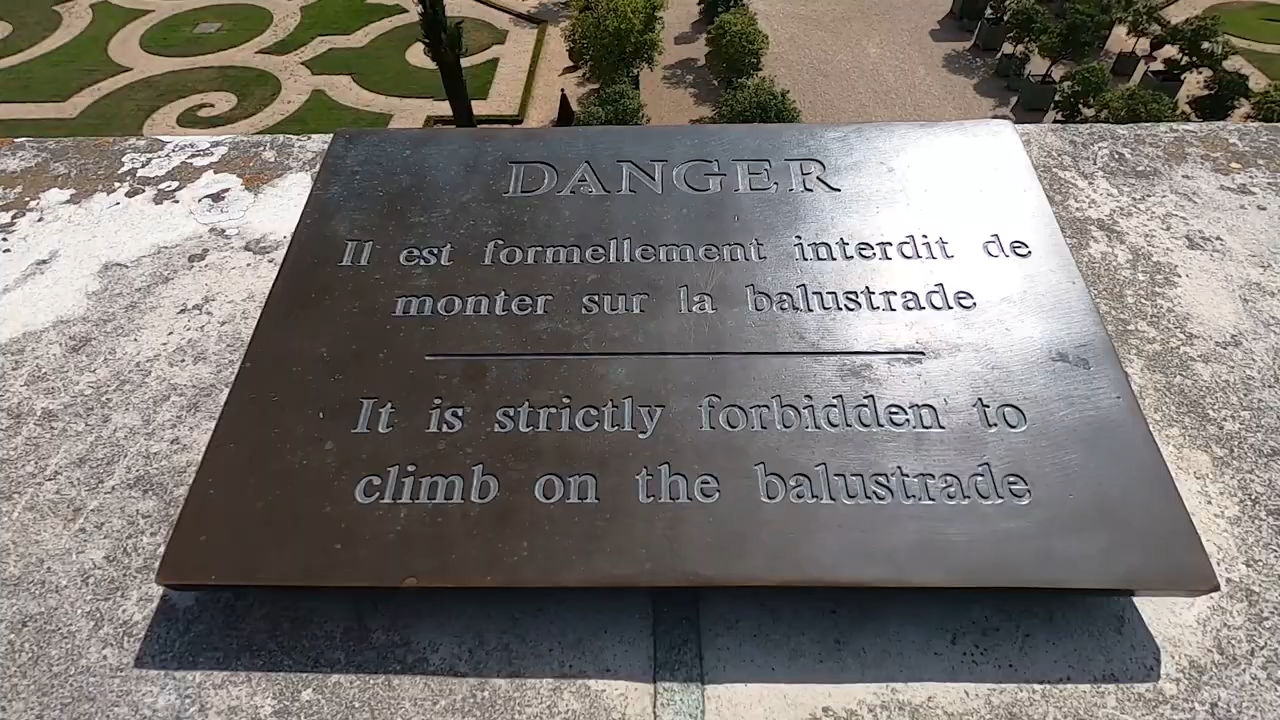 DANGER
Il est formellement interdit de
monter sur la balustrade
It is strictly forbidden to
climb on the balustrade